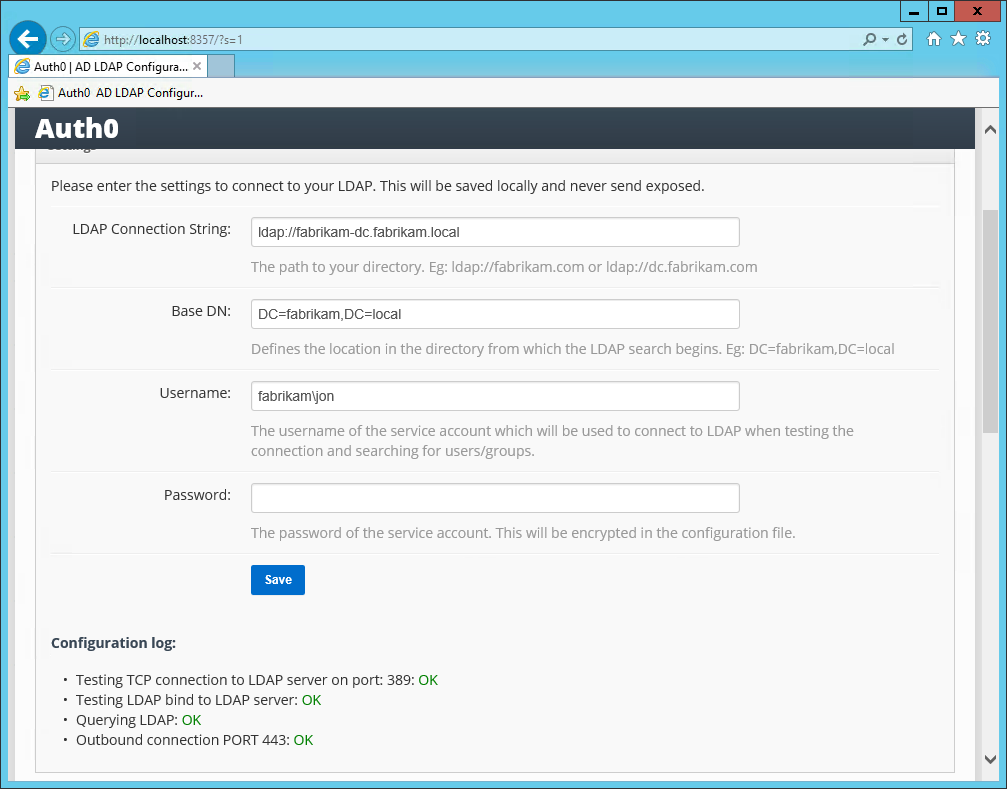 http://localhost:8357/?s=1
Auth0 | AD LDAP Configura...
Auth0 AD LDAP Configur...
Auth0
Settings
Please enter the settings to connect to your LDAP. This will be saved locally and never send exposed.
LDAP Connection String:
ldap://fabrikam-dc.fabrikam.local
The path to your directory. Eg: ldap://fabrikam.com or ldap://dc.fabrikam.com
Base DN:
DC=fabrikam,DC=local
Defines the location in the directory from which the LDAP search begins. Eg: DC=fabrikam,DC=local
Username:
fabrikam\jon
The username of the service account which will be used to connect to LDAP when testing the
connection and searching for users/groups.
Password:
The password of the service account. This will be encrypted in the configuration file.
Save
Configuration log:
• Testing TCP connection to LDAP server on port: 389: OK
• Testing LDAP bind to LDAP server: OK
• Querying LDAP: OK
• Outbound connection PORT 443: OK